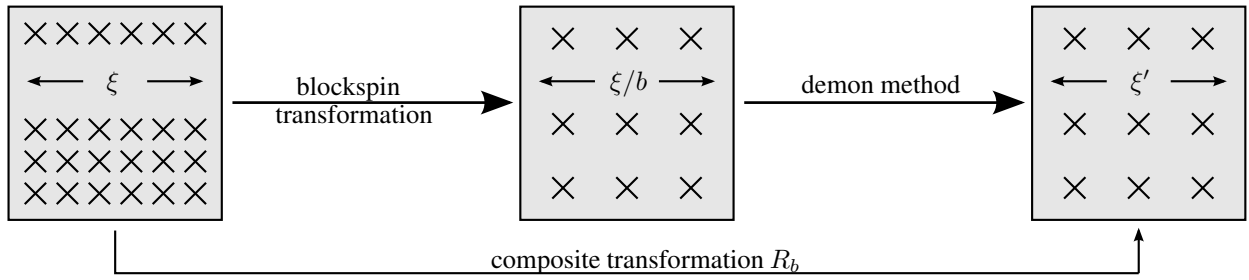 ξ
blockspin
transformation
ξ/b
demon method
ξ′
composite transformation R_b